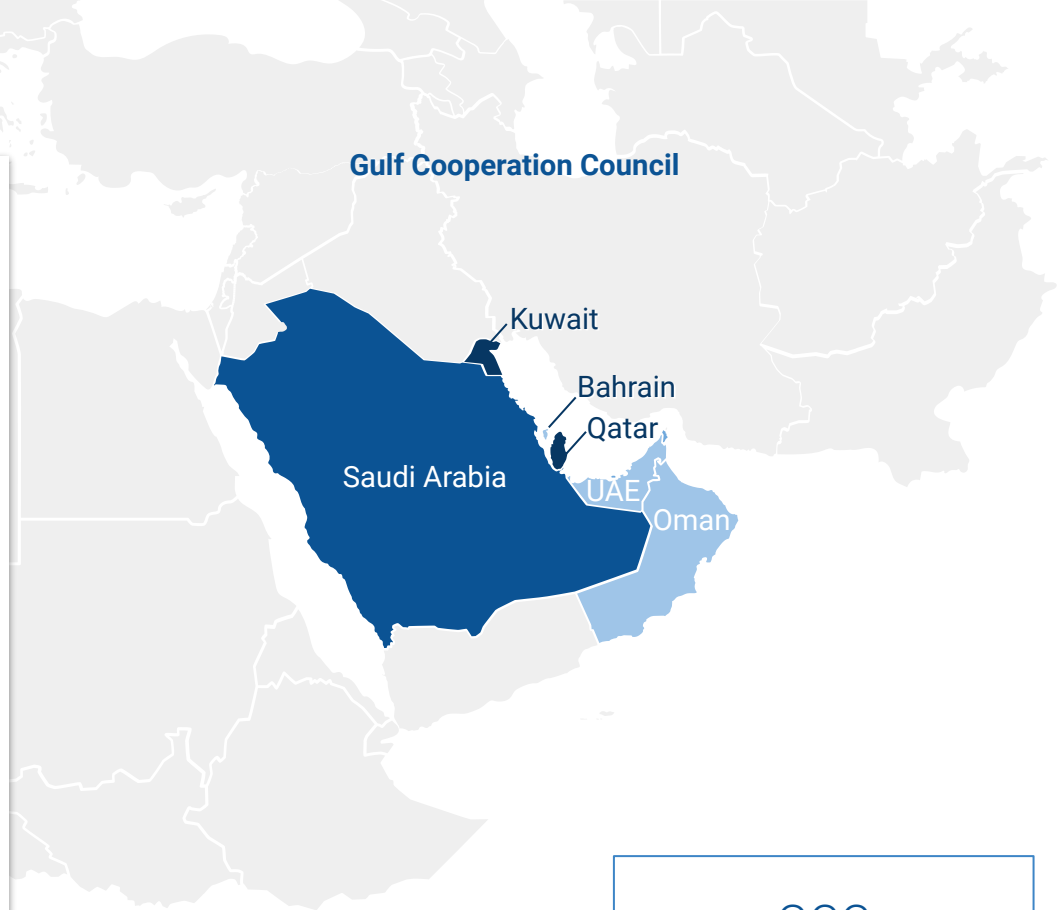 Gulf Cooperation Council
Kuwait
Bahrain
Qatar
Saudi Arabia
UAE
Oman